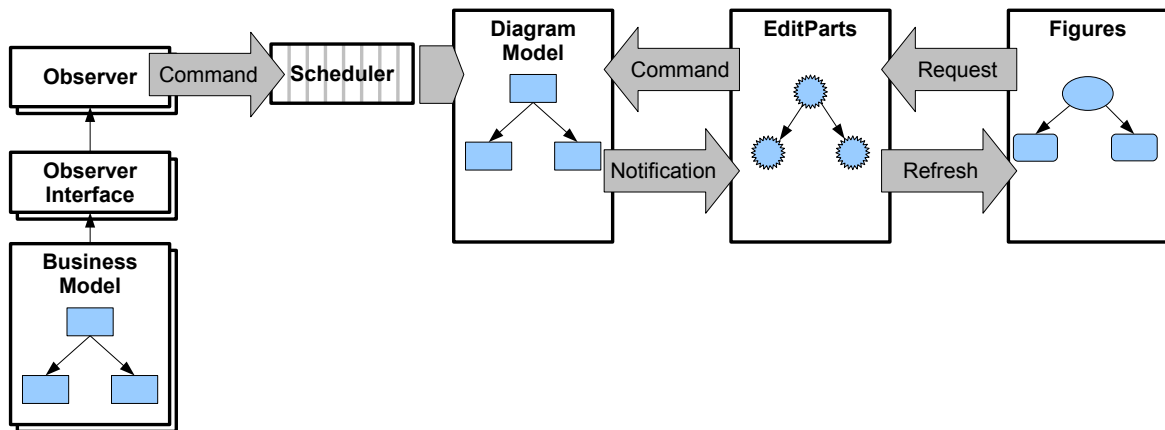 Observer
Command
Scheduler
Diagram
Model
Command
Notification
EditParts
Request
Refresh
Figures
Observer
Interface
Business
Model